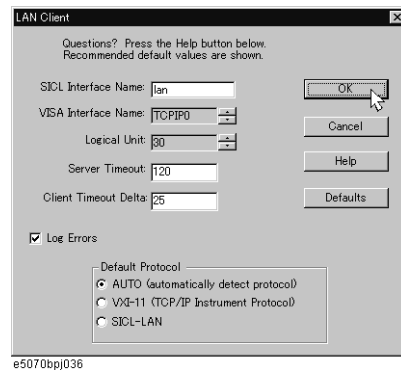 LAN Client
Questions? Press the Help button below.
Recommended default values are shown.
SICL Interface Name: lan
OK
VISA Interface Name: TCPIP0
Cancel
Logical Unit: 30
Help
Server Timeout: 120
Client Timeout Delta: 25
Defaults
Log Errors
Default Protocol
AUTO (automatically detect protocol)
VXI-11 (TCP/IP Instrument Protocol)
SICL-LAN
e5070bpj036